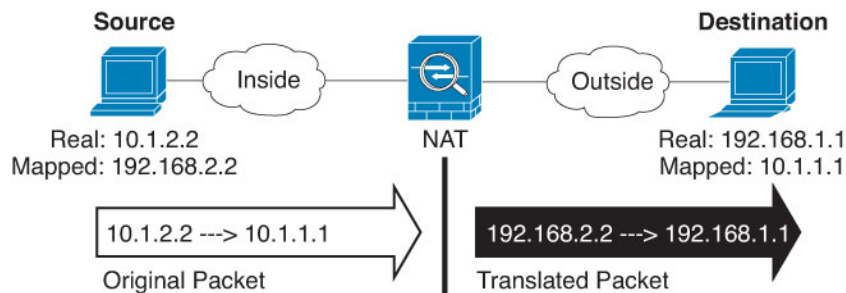 Source
Destination
Inside
Outside
Real: 10.1.2.2
Mapped: 192.168.2.2
NAT
Real: 192.168.1.1
Mapped: 10.1.1.1
10.1.2.2 ---> 10.1.1.1
192.168.2.2 ---> 192.168.1.1
Original Packet
Translated Packet